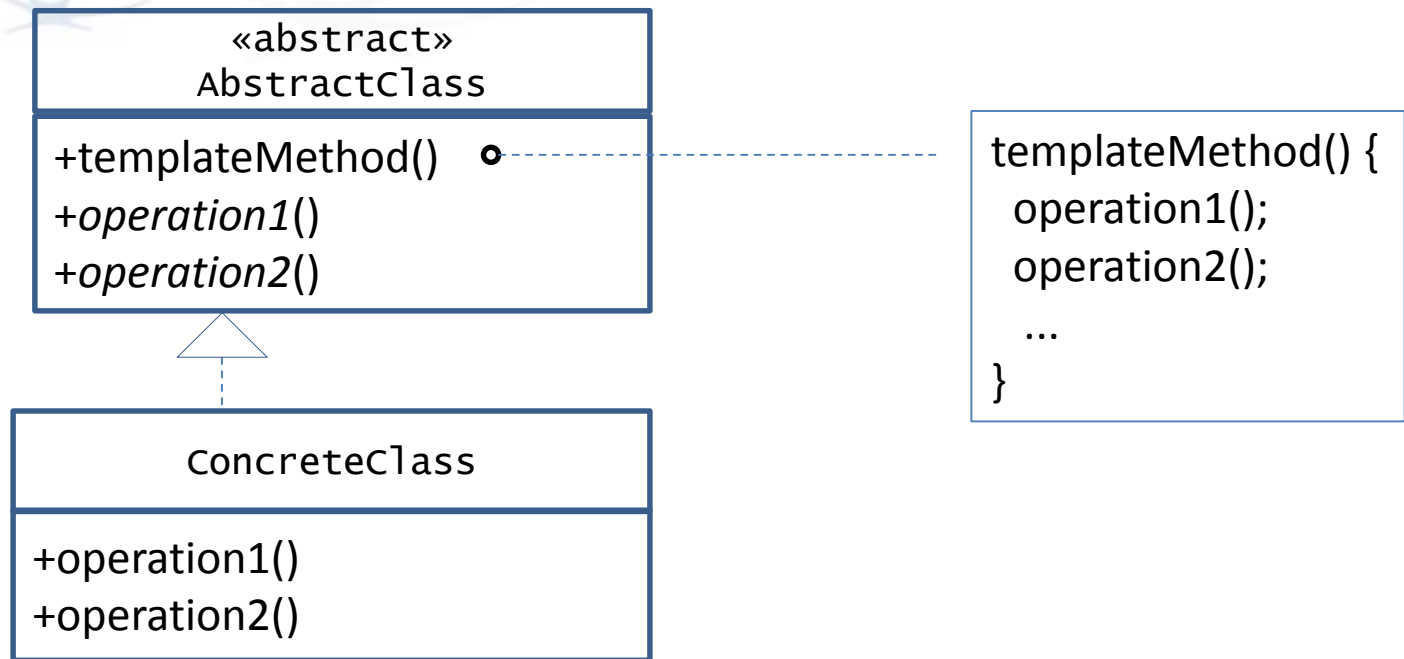 «abstract»
AbstractClass
+templateMethod()
+operation1()
+operation2()
templateMethod() {
operation1();
operation2();
...
}
ConcreteClass
+operation1()
+operation2()